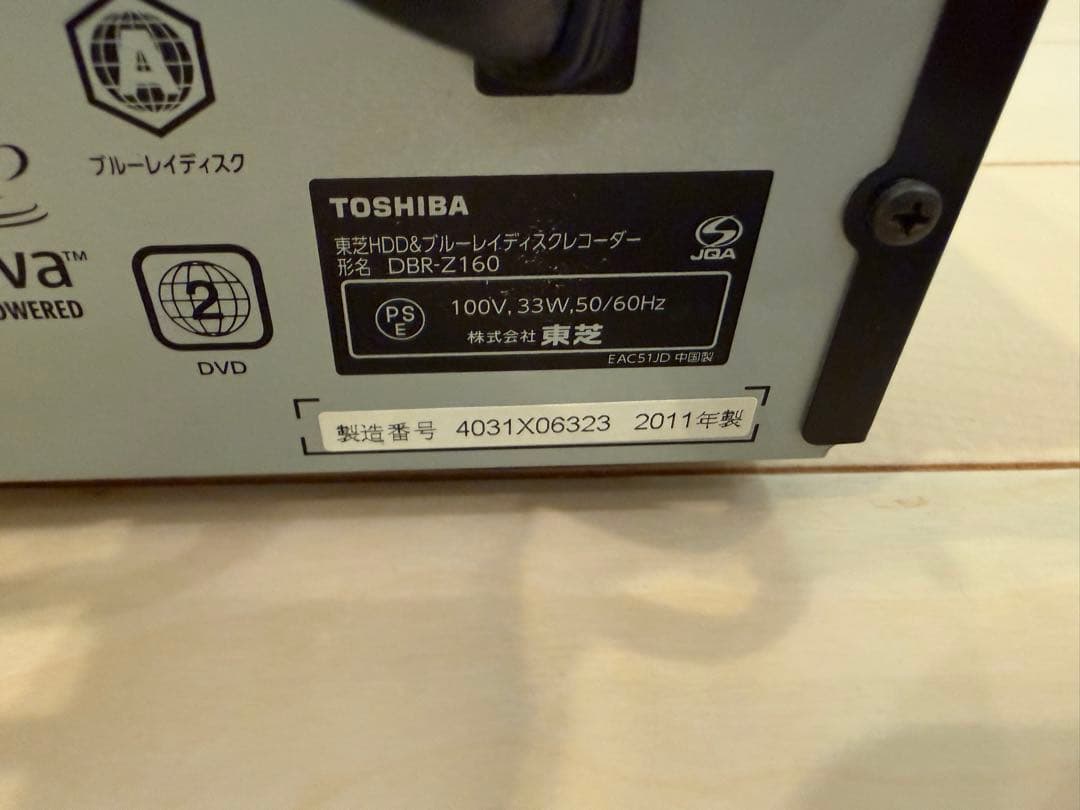 A
ブルーレイディスク
TM
POWERED
2
DVD
TOSHIBA
東芝HDD&ブルーレイディスクレコーダー
形名 DBR-Z160
JQA
PS
E
100V,33W,50/60Hz
株式会社 東芝
EAC51JD 中国製
製造番号 4031X06323 2011年製